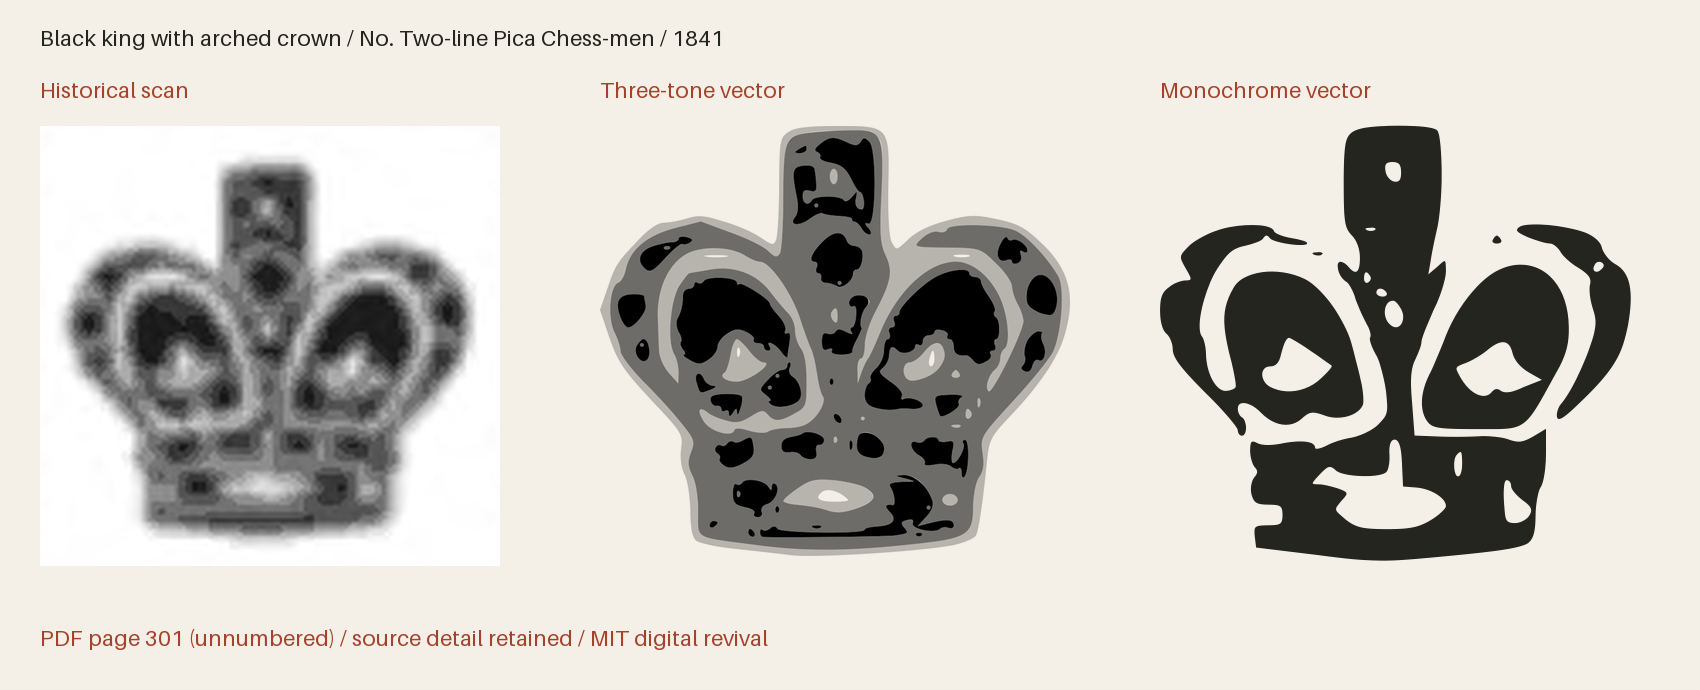 Black king with arched crown / No. Two-line Pica Chess-men / 1841
Historical scan
Three-tone vector
Monochrome vector
PDF page 301 (unnumbered) / source detail retained / MIT digital revival